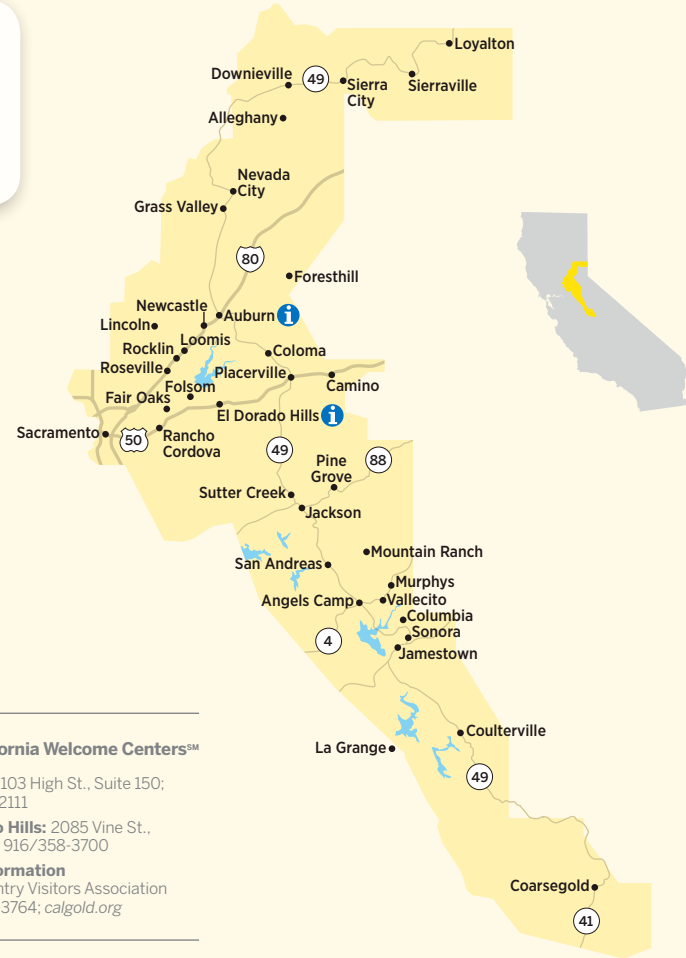 Loyalton
Downieville
49
Sierra
City
Sierraville
Alleghany
Nevada
City
Grass Valley
80
Foresthill
Newcastle
Auburn
i
Lincoln
Loomis
Rocklin
Coloma
Roseville
Placerville
Camino
Folsom
Fair Oaks
El Dorado Hills
i
Sacramento
50
Rancho
Cordova
49
88
Pine
Grove
Sutter Creek
Jackson
Mountain Ranch
San Andreas
Murphys
Angels Camp
Vallecito
Columbia
Sonora
4
Jamestown
Coulterville
La Grange
49
Coarsegold
41
ornia Welcome Centers℠
103 High St., Suite 150;
2111
o Hills: 2085 Vine St.,
916/358-3700
ormation
ntry Visitors Association
3764; calgold.org